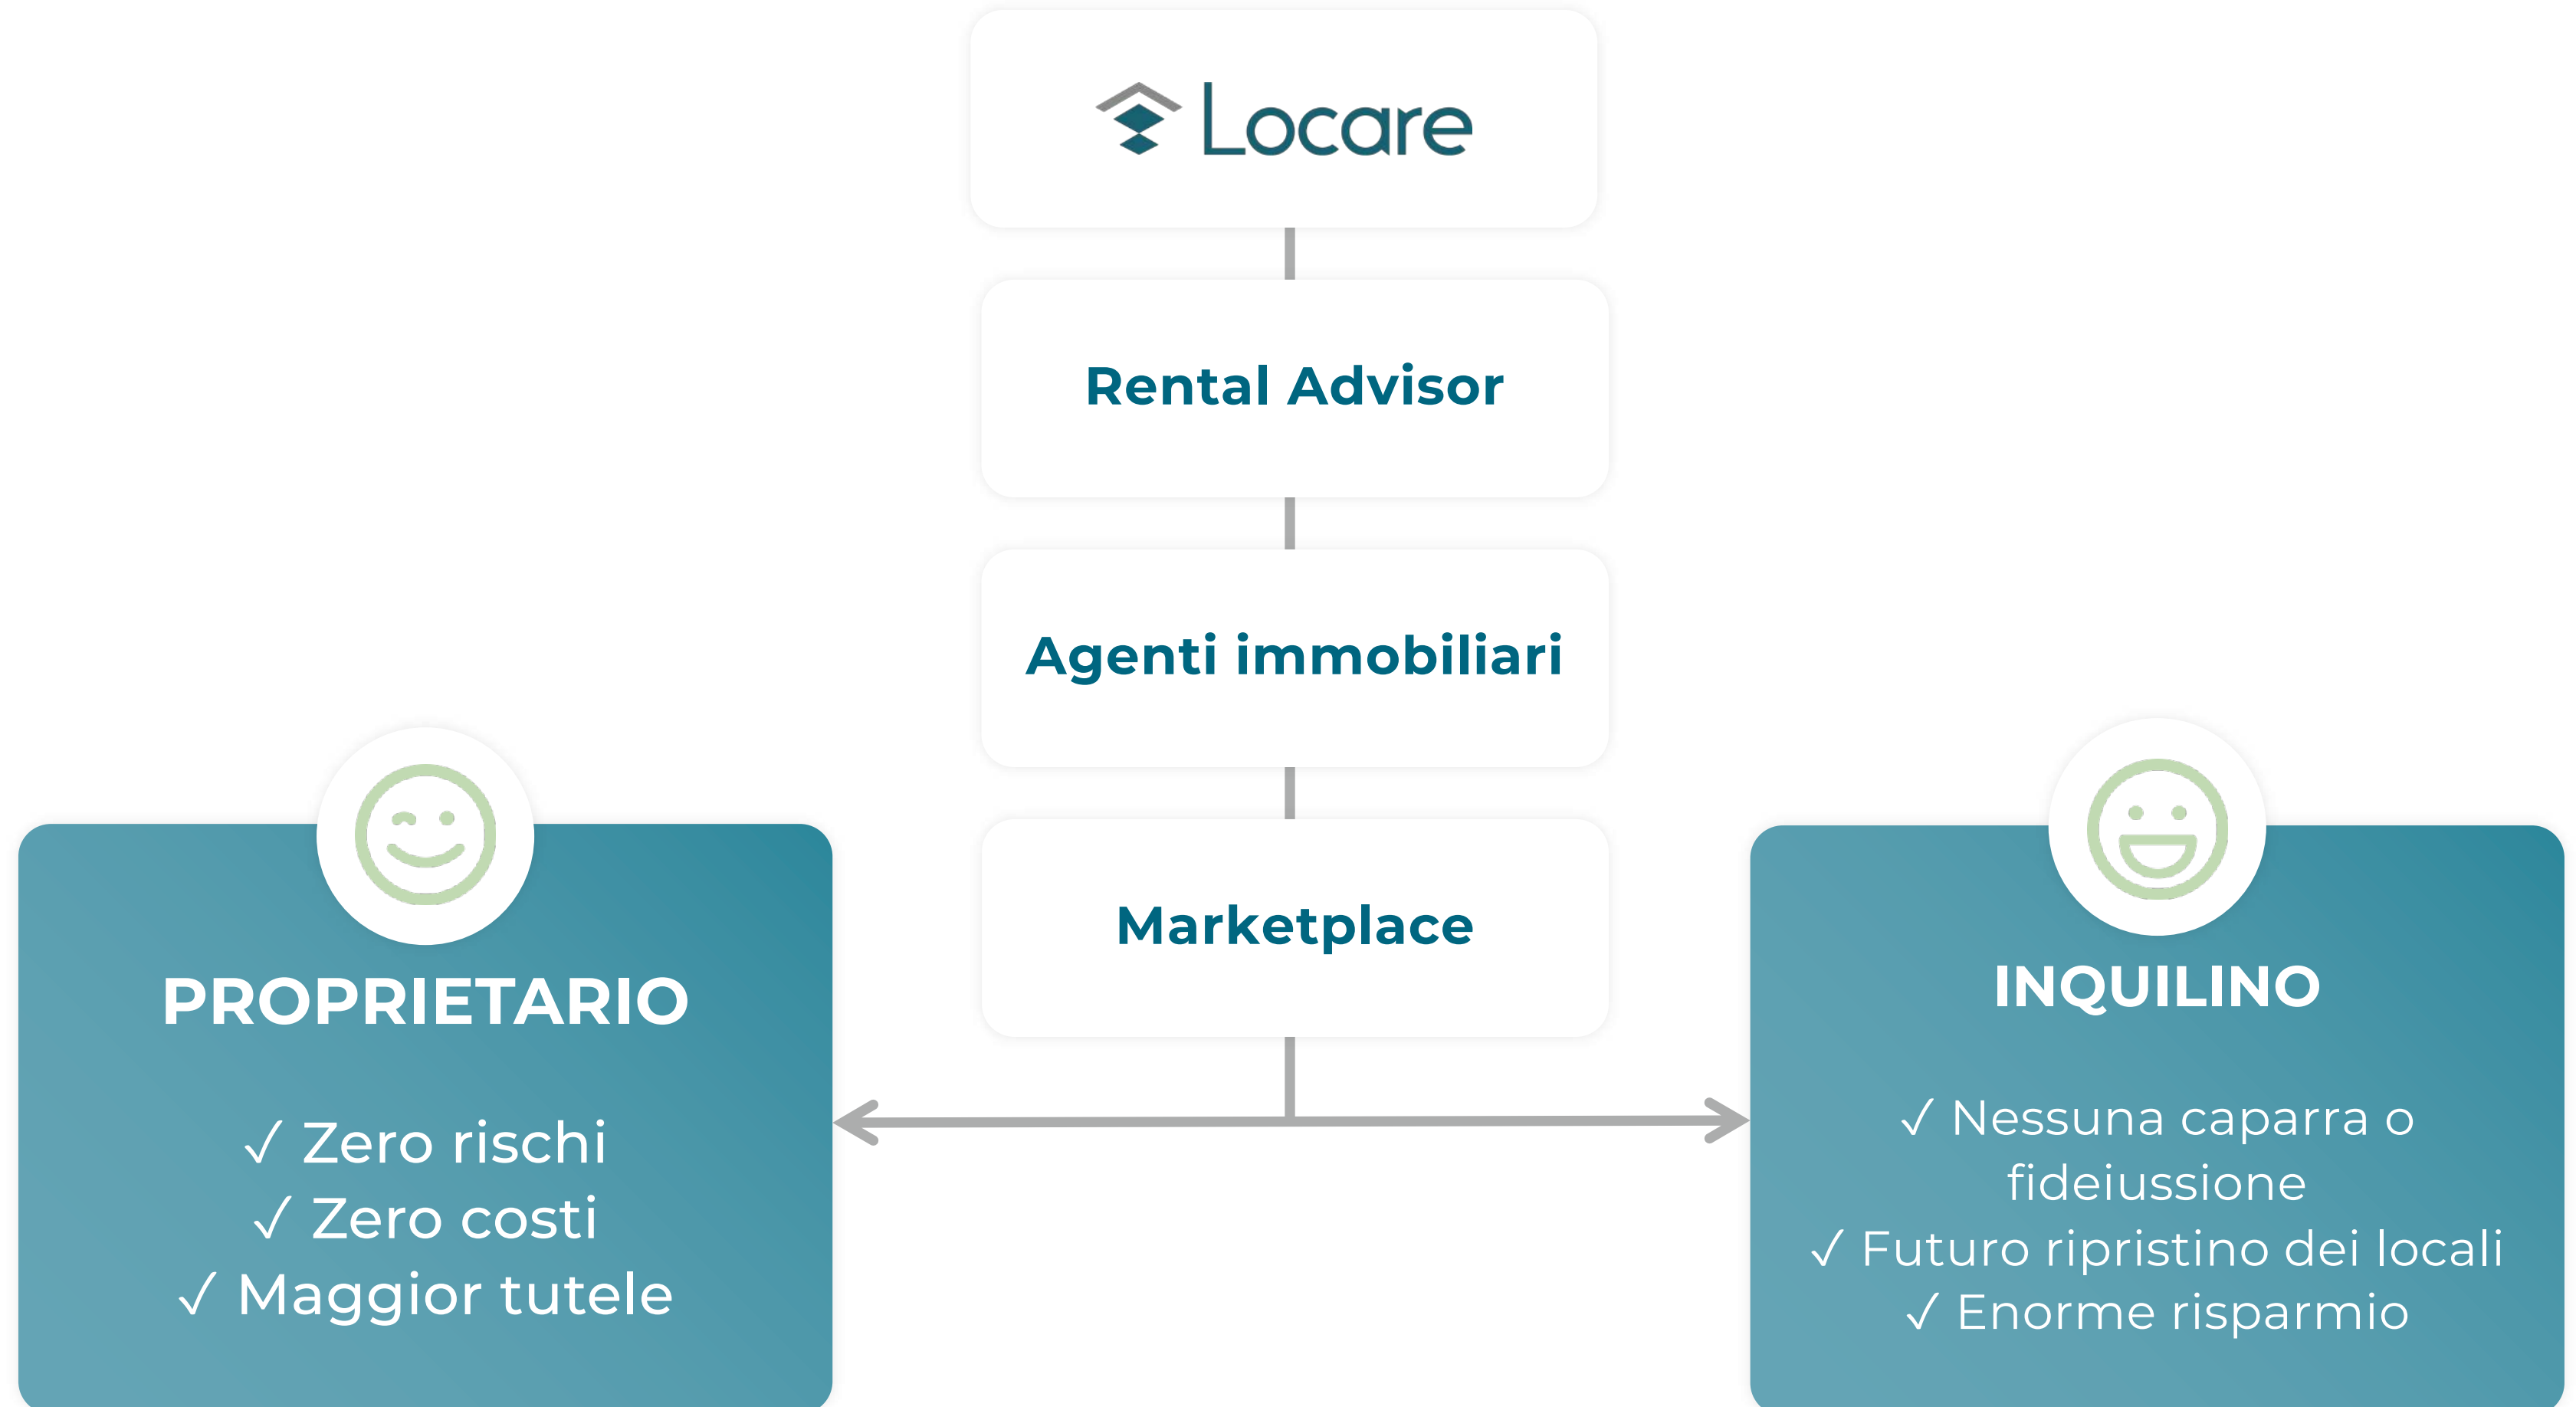 Locare
Rental Advisor
Agenti immobiliari
Marketplace
PROPRIETARIO
✓ Zero rischi
✓ Zero costi
✓ Maggior tutele
INQUILINO
✓ Nessuna caparra o
fideiussione
✓ Futuro ripristino dei locali
✓ Enorme risparmio